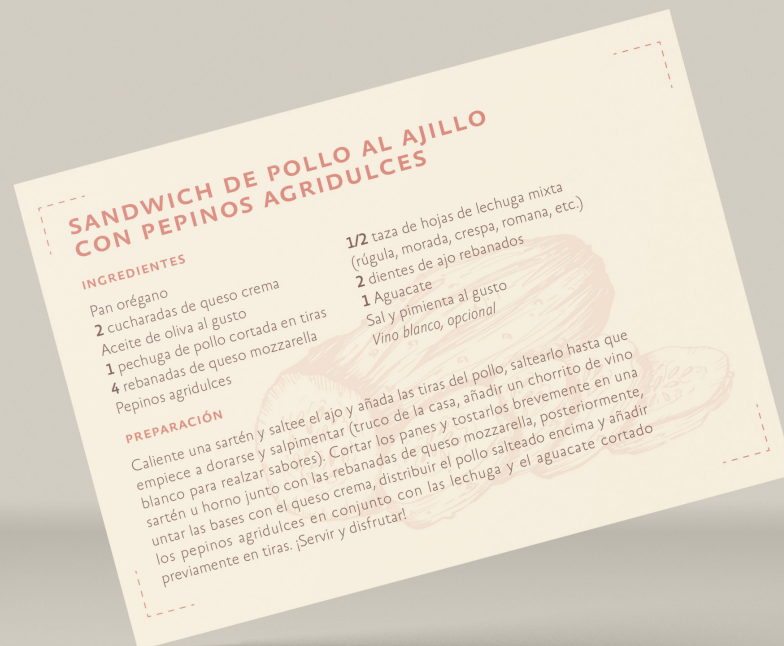 SANDWICH DE POLLO AL AJILLO
CON PEPINOS AGRIDULCES
INGREDIENTES
Pan orégano
2 cucharadas de queso crema
Aceite de oliva al gusto
1 pechuga de pollo cortada en tiras
4 rebanadas de queso mozzarella
Pepinos agridulces
1/2 taza de hojas de lechuga mixta
(rúgula, morada, crespa, romana, etc.)
2 dientes de ajo rebanados
1 Aguacate
Sal y pimienta al gusto
Vino blanco, opcional
PREPARACIÓN
Caliente una sartén y saltee el ajo y añada las tiras del pollo, saltearlo hasta que
empiece a dorarse y salpimentar (truco de la casa, añadir un chorrito de vino
blanco para realzar sabores). Cortar los panes y tostarlos brevemente en una
sartén u horno junto con las rebanadas de queso mozzarella, posteriormente,
untar las bases con el queso crema, distribuir el pollo salteado encima y añadir
los pepinos agridulces en conjunto con las lechuga y el aguacate cortado
previamente en tiras. ¡Servir y disfrutar!